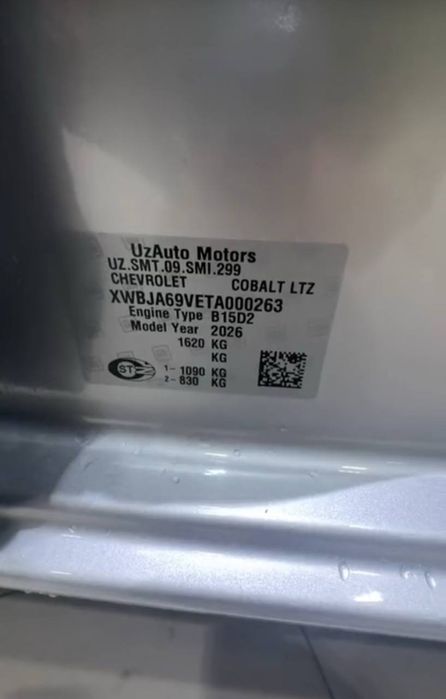 UzAuto Motors
UZ.SMT.09.SMI.299
CHEVROLET COBALT LTZ
XWBJA69VETA000263
Engine Type B15D2
Model Year 2026
1620 KG
KG
1- 1090 KG
2- 830 KG
ST